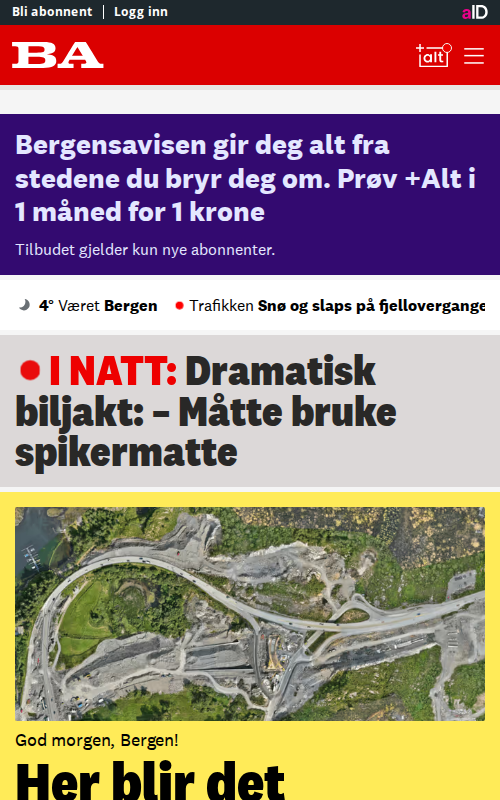 Bli abonnent | Logg inn
aID
BA
+alt
Bergensavisen gir deg alt fra
stedene du bryr deg om. Prøv +Alt i
1 måned for 1 krone
Tilbudet gjelder kun nye abonnenter.
4° Været Bergen Trafikken Snø og slaps på fjellovergange
I NATT: Dramatisk
biljakt: – Måtte bruke
spikermatte
God morgen, Bergen!
Her blir det